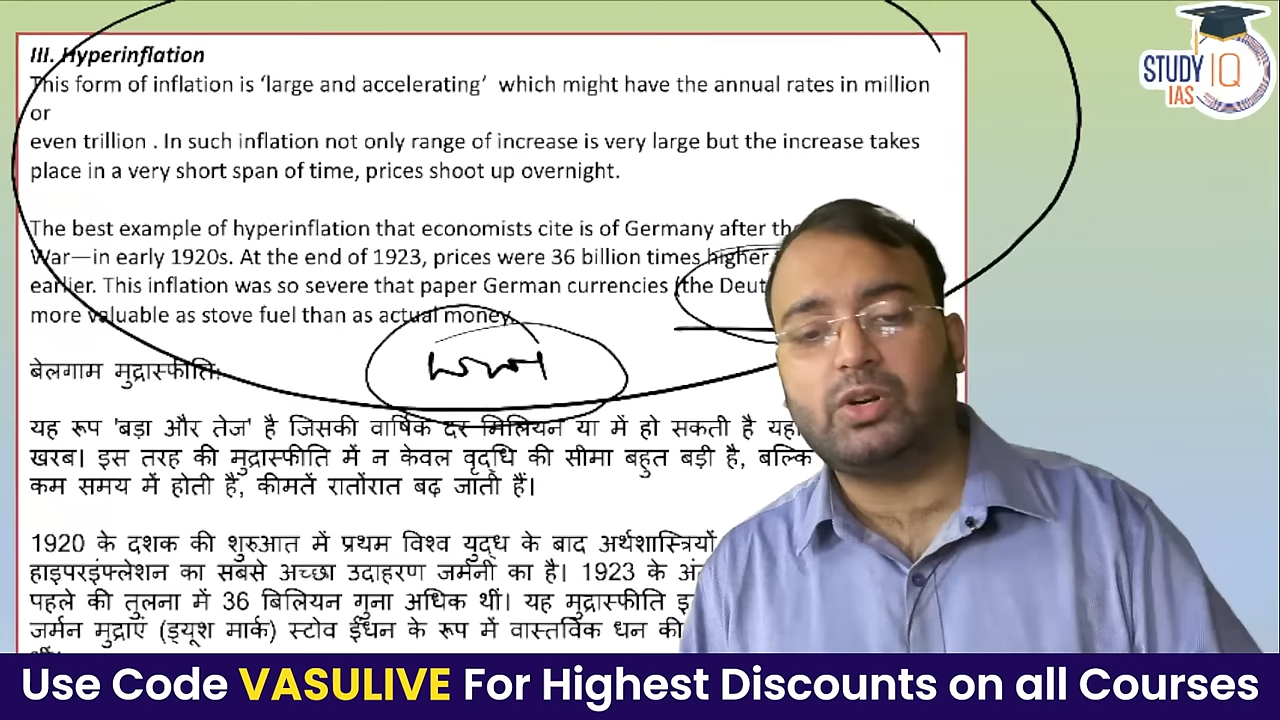 III. Hyperinflation
This form of inflation is ‘large and accelerating’ which might have the annual rates in million
or
even trillion . In such inflation not only range of increase is very large but the increase takes
place in a very short span of time, prices shoot up overnight.
The best example of hyperinflation that economists cite is of Germany after the
War—in early 1920s. At the end of 1923, prices were 36 billion times higher
earlier. This inflation was so severe that paper German currencies (the Deut
more valuable as stove fuel than as actual money.
बेलगाम मुद्रास्फीति:
यह रूप 'बड़ा और तेज' है जिसकी वार्षिक दर मिलियन या में हो सकती है यहा
खरब। इस तरह की मुद्रास्फीति में न केवल वृद्धि की सीमा बहुत बड़ी है, बल्कि
कम समय में होती है, कीमतें रातोंरात बढ़ जाती हैं।
1920 के दशक की शुरुआत में प्रथम विश्व युद्ध के बाद अर्थशास्त्रियों
हाइपरइंफ्लेशन का सबसे अच्छा उदाहरण जर्मनी का है। 1923 के अं
पहले की तुलना में 36 बिलियन गुना अधिक थीं। यह मुद्रास्फीति इ
जर्मन मुद्राएं (ड्यूश मार्क) स्टोव ईंधन के रूप में वास्तविक धन की
STUDY IQ
IAS
Use Code VASULIVE For Highest Discounts on all Courses